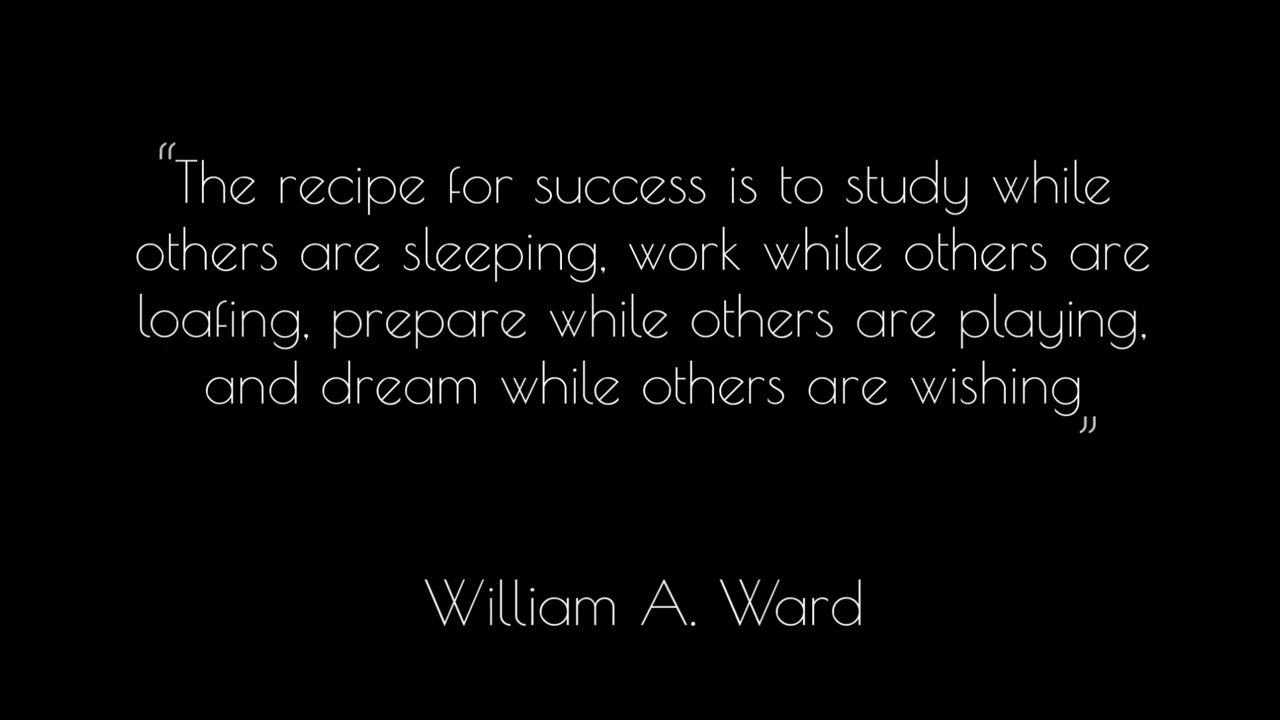 “The recipe for success is to study while
others are sleeping, work while others are
loafing, prepare while others are playing,
and dream while others are wishing”
William A. Ward